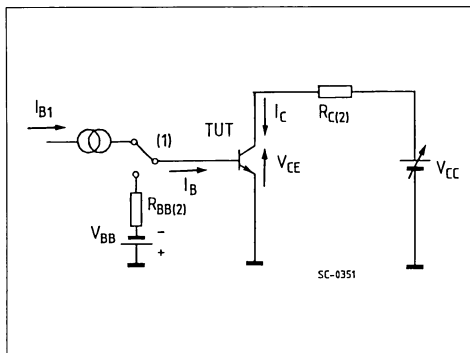 I_B1
(1)
TUT
I_C
R_C(2)
V_CE
V_CC
I_B
R_BB(2)
V_BB
-
+
SC-0351